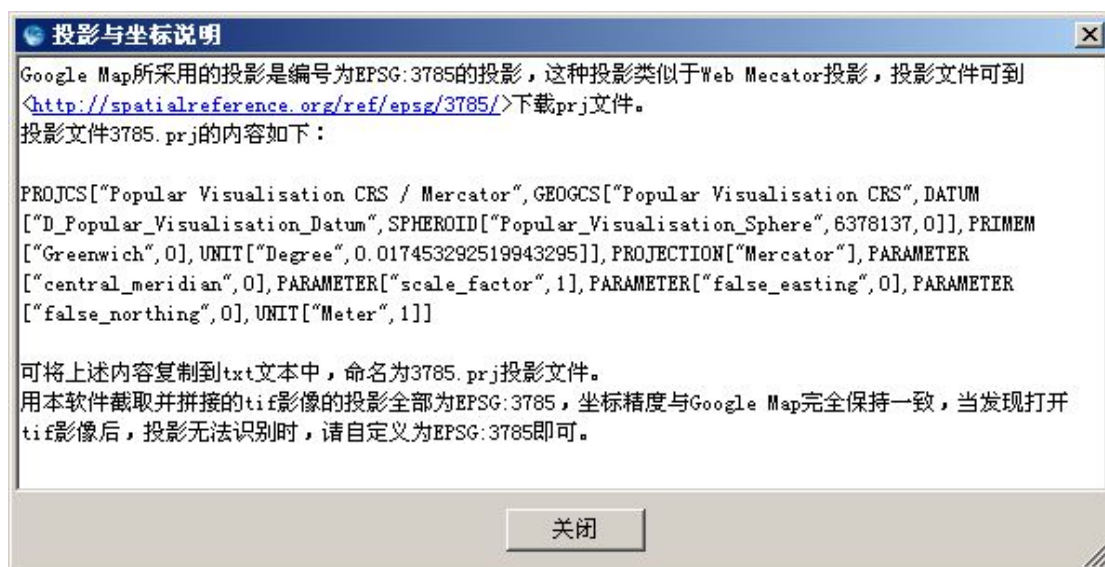 投影与坐标说明
Google Map所采用的投影是编号为EPSG:3785的投影，这种投影类似于Web Mecator投影，投影文件可到
<http://spatialreference.org/ref/epsg/3785/>下载prj文件。
投影文件3785.prj的内容如下：
PROJCS["Popular Visualisation CRS / Mercator",GEOGCS["Popular Visualisation CRS",DATUM
["D_Popular_Visualisation_Datum",SPHEROID["Popular_Visualisation_Sphere",6378137,0]],PRIMEM
["Greenwich",0],UNIT["Degree",0.017453292519943295]],PROJECTION["Mercator"],PARAMETER
["central_meridian",0],PARAMETER["scale_factor",1],PARAMETER["false_easting",0],PARAMETER
["false_northing",0],UNIT["Meter",1]]
可将上述内容复制到txt文本中，命名为3785.prj投影文件。
用本软件截取并拼接的tif影像的投影全部为EPSG:3785，坐标精度与Google Map完全保持一致，当发现打开
tif影像后，投影无法识别时，请自定义为EPSG:3785即可。
关闭